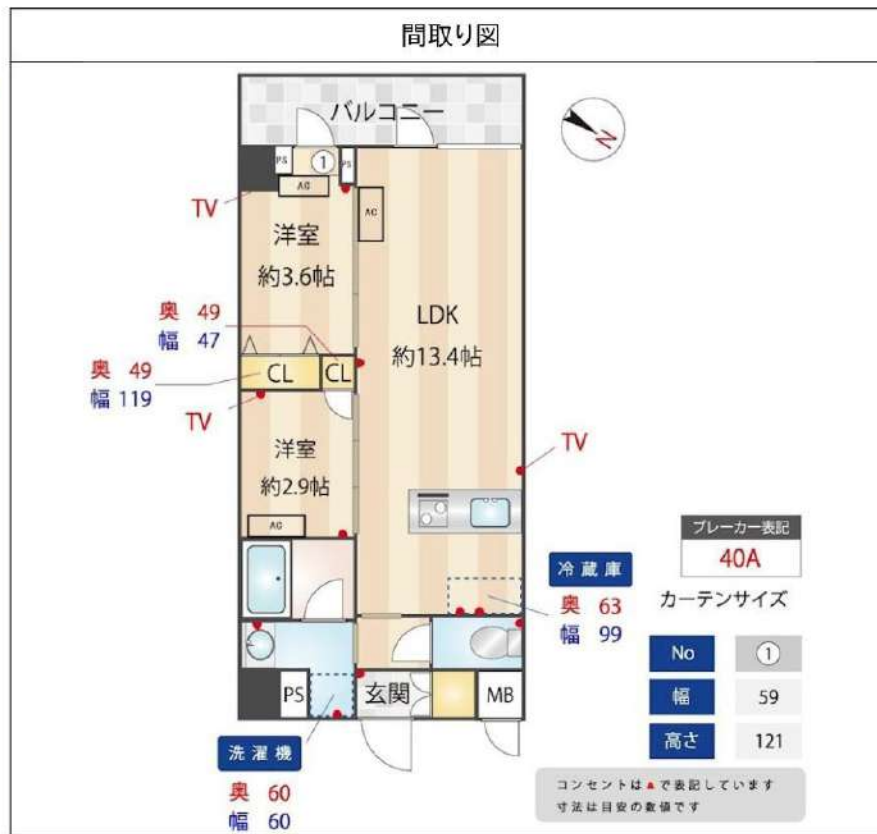 間取り図
バルコニー
PS
①
PS
AC
AC
TV
洋室
約3.6帖
LDK
約13.4帖
奥 49
幅 47
CL
CL
奥 49
幅 119
TV
洋室
約2.9帖
TV
AC
ブレーカー表記
40A
冷蔵庫
奥 63
幅 99
カーテンサイズ
No ①
幅 59
高さ 121
PS
玄関
MB
洗濯機
奥 60
幅 60
コンセントは▲で表記しています
寸法は目安の数値です
N